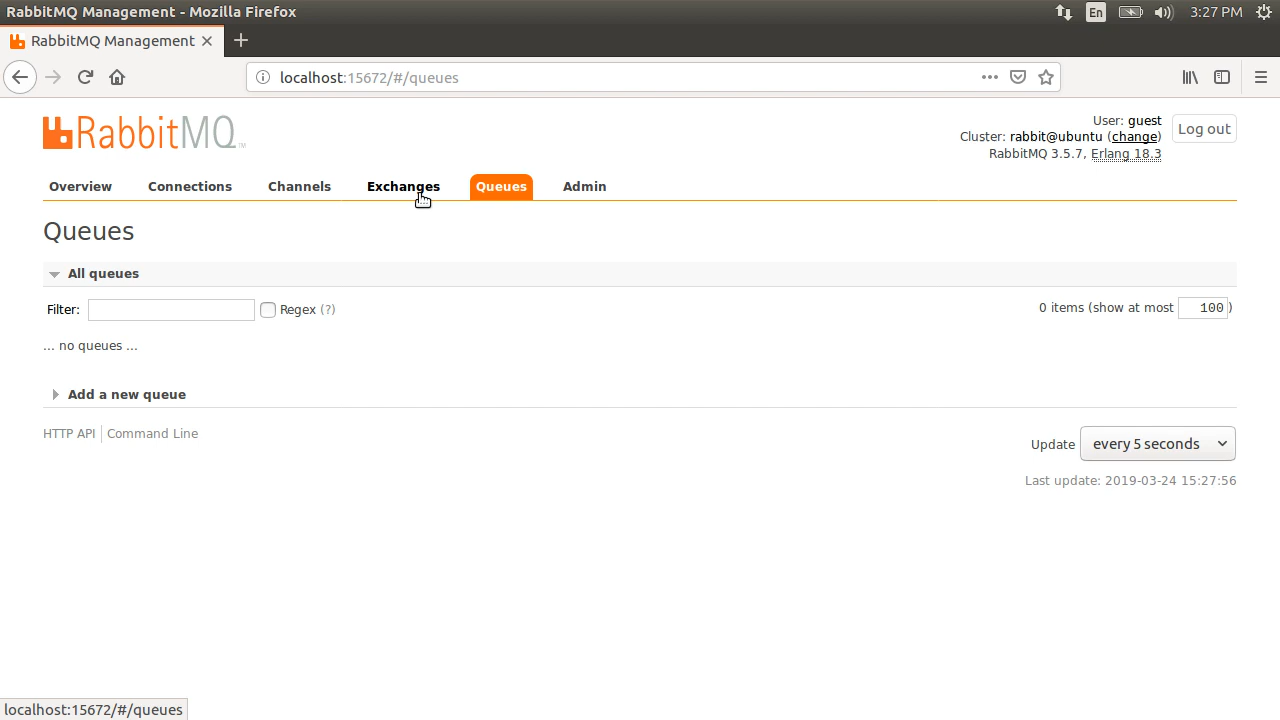 RabbitMQ Management - Mozilla Firefox
En
3:27 PM
RabbitMQ Management
localhost:15672/#/queues
RabbitMQ TM
User: guest
Cluster: rabbit@ubuntu (change)
RabbitMQ 3.5.7, Erlang 18.3
Log out
Overview Connections Channels Exchanges Queues Admin
Queues
All queues
Filter: Regex (?)
0 items (show at most 100 )
... no queues ...
Add a new queue
HTTP API Command Line
Update every 5 seconds
Last update: 2019-03-24 15:27:56
localhost:15672/#/queues